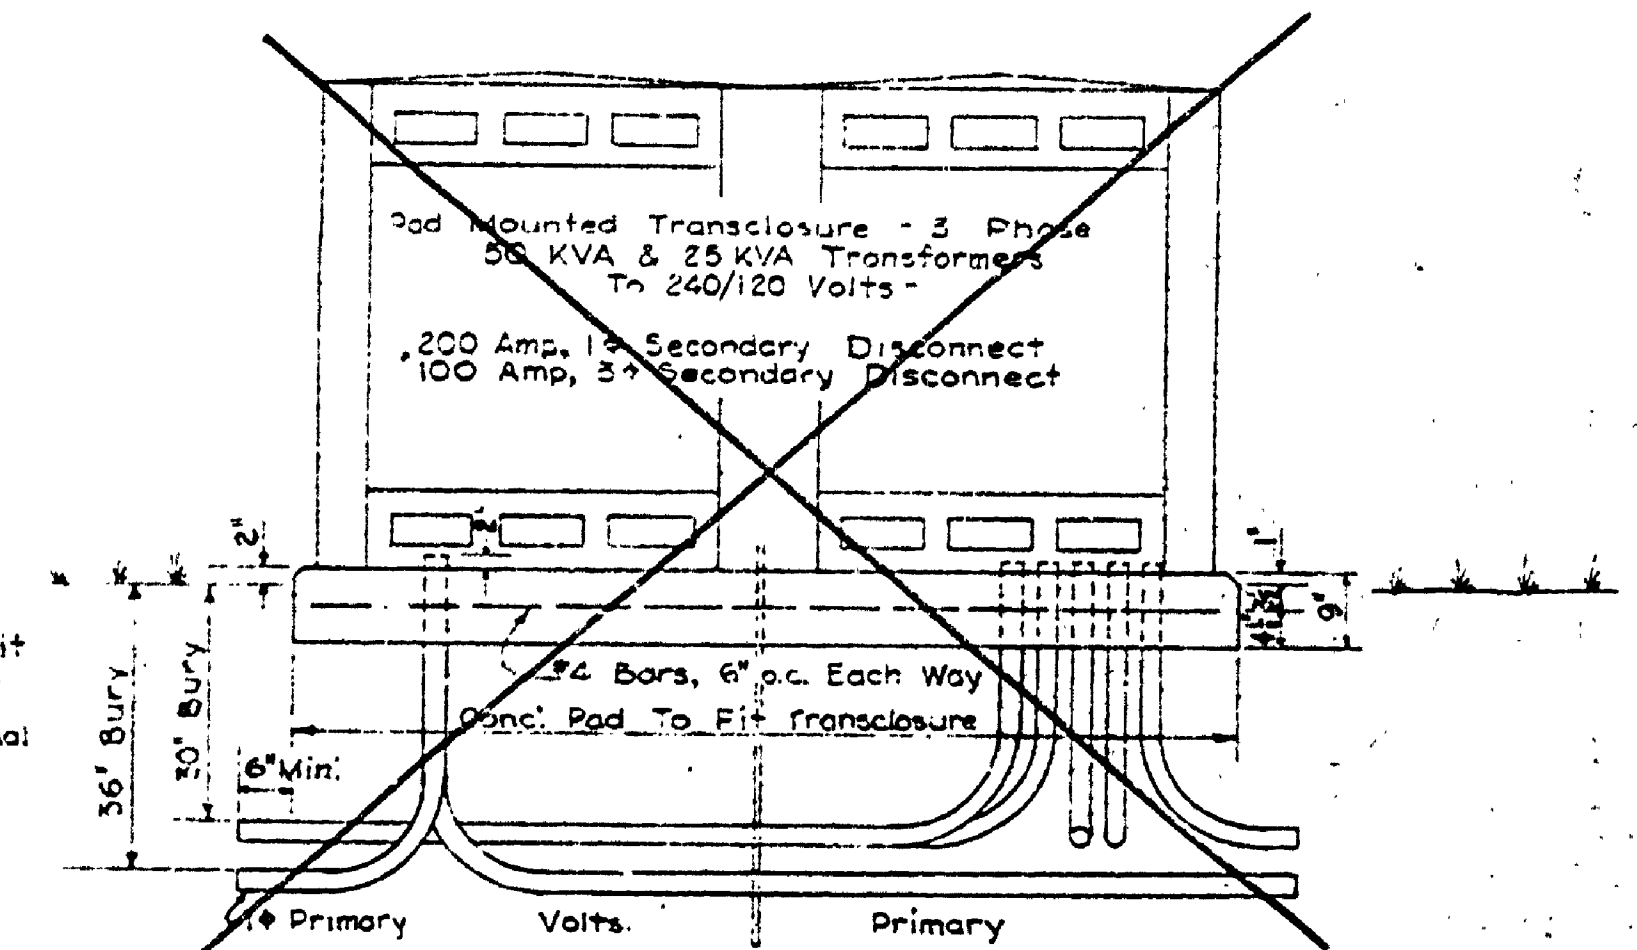 Pad Mounted Transclosure - 3 Phase
50 KVA & 25 KVA Transformers
To 240/120 Volts -
200 Amp, 1ϕ Secondary Disconnect
100 Amp, 3ϕ Secondary Disconnect
2"
2"
1"
9"
#4 Bars, 6" o.c. Each Way
Conc. Pad To Fit Transclosure
36" Bury
30" Bury
6" Min.
1ϕ Primary Volts. Primary